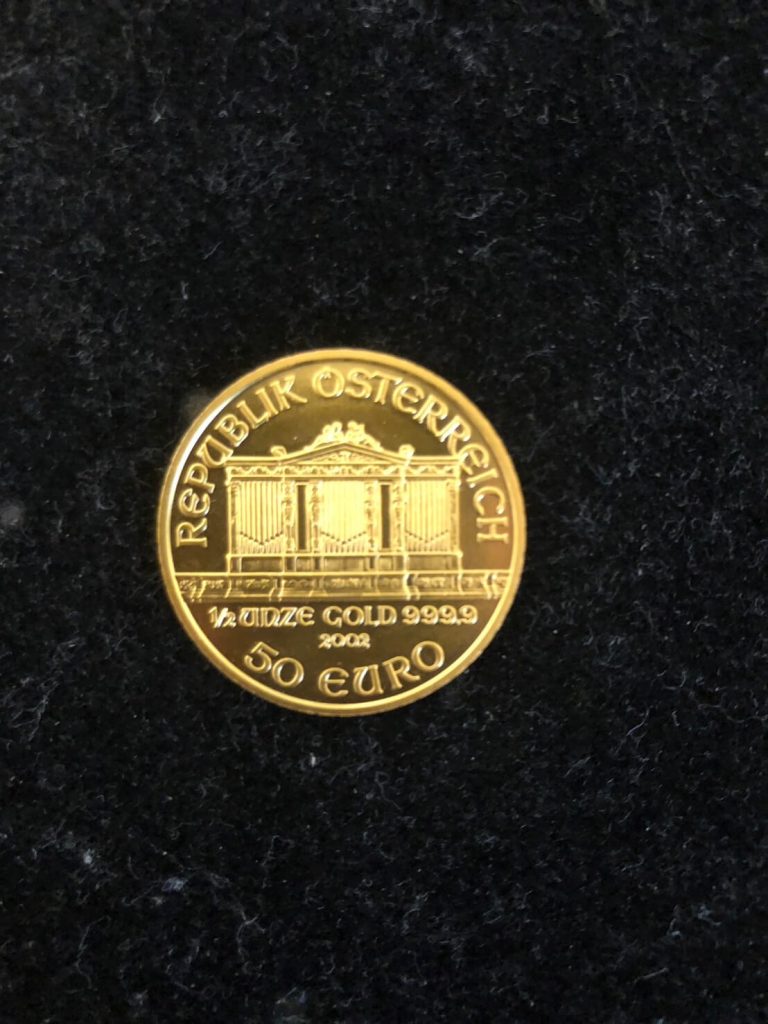 REPUBLIK ÖSTERREICH
1/2 UNZE GOLD 999.9
2002
50 EURO